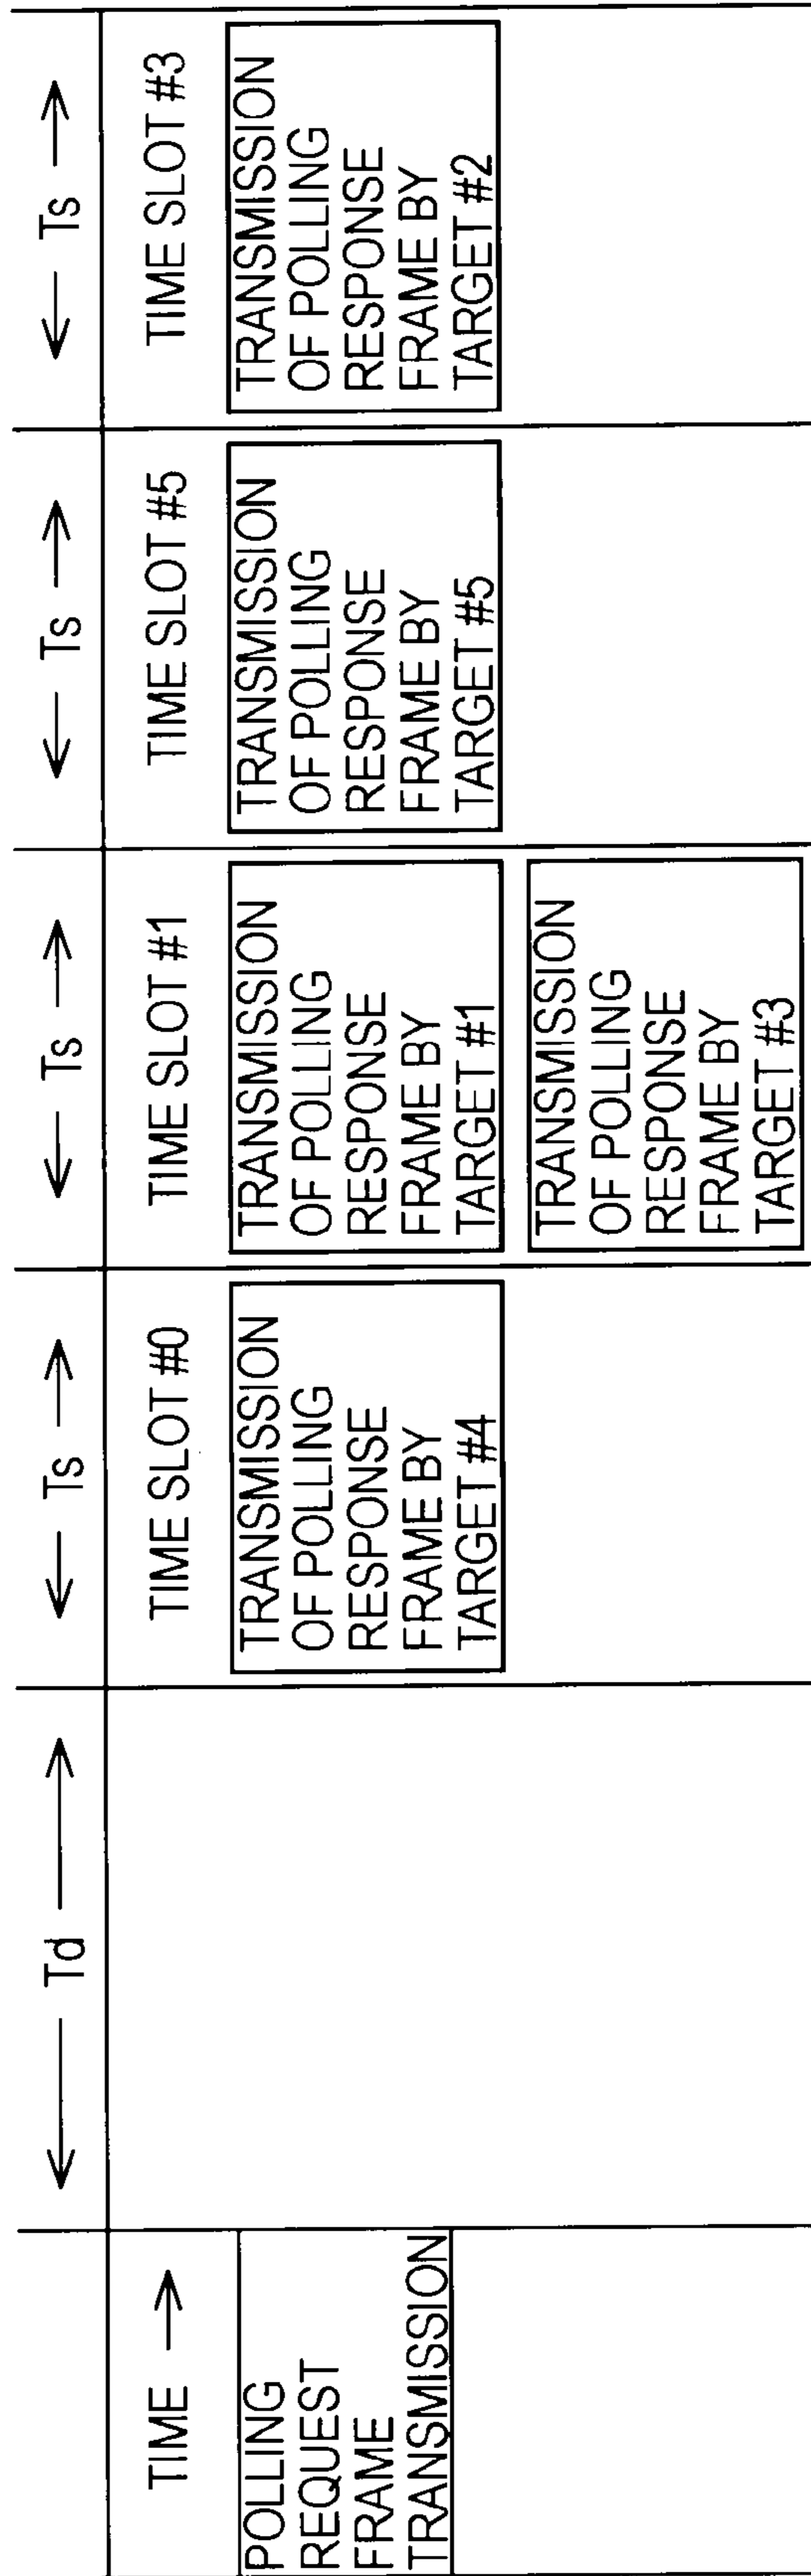 Td
Ts
Ts
Ts
Ts
TIME
TIME SLOT #0
TIME SLOT #1
TIME SLOT #5
TIME SLOT #3
POLLING
REQUEST
FRAME
TRANSMISSION
TRANSMISSION
OF POLLING
RESPONSE
FRAME BY
TARGET #4
TRANSMISSION
OF POLLING
RESPONSE
FRAME BY
TARGET #1
TRANSMISSION
OF POLLING
RESPONSE
FRAME BY
TARGET #3
TRANSMISSION
OF POLLING
RESPONSE
FRAME BY
TARGET #5
TRANSMISSION
OF POLLING
RESPONSE
FRAME BY
TARGET #2